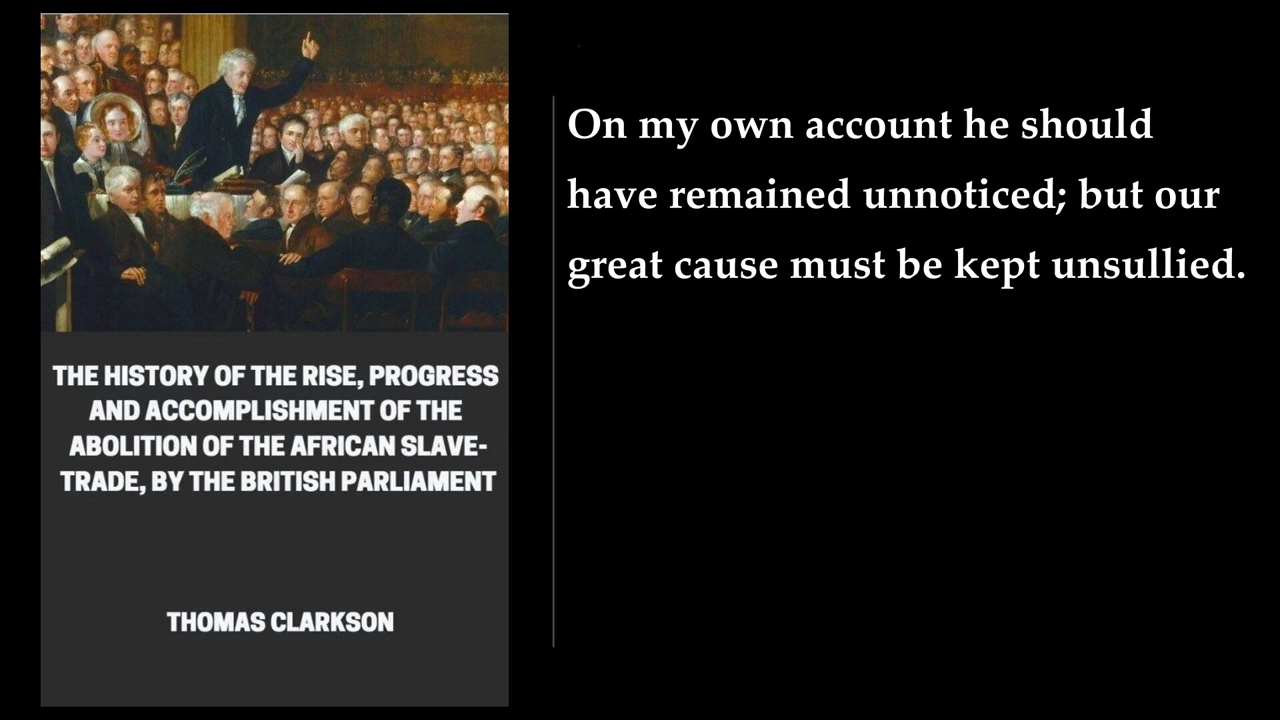 THE HISTORY OF THE RISE, PROGRESS
AND ACCOMPLISHMENT OF THE
ABOLITION OF THE AFRICAN SLAVE-
TRADE, BY THE BRITISH PARLIAMENT
THOMAS CLARKSON
On my own account he should
have remained unnoticed; but our
great cause must be kept unsullied.